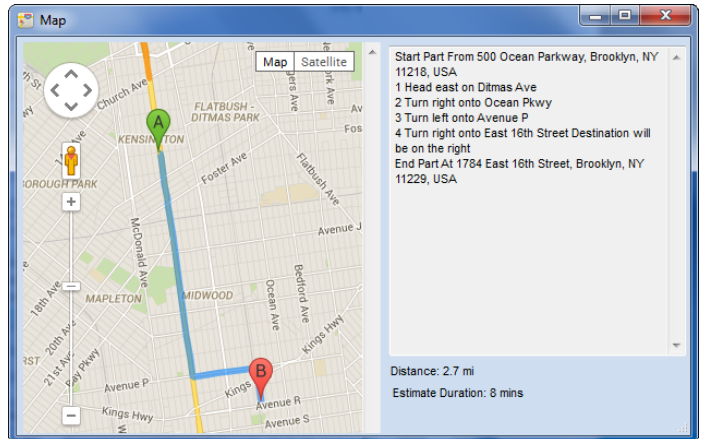 Map
Map Satellite
Church Ave
FLATBUSH -
DITMAS PARK
KENSINGTON
Foster Ave
Flatbush
BOROUGH PARK
Avenue J
McDonald Ave
Ocean Ave
Bedford Ave
MAPLETON
MIDWOOD
18th Ave
20th Ave
21st Ave
Bay Pkwy
Kings Hwy
Avenue P
Kings
Kings Hwy
Avenue R
Avenue S
A
B
Start Part From 500 Ocean Parkway, Brooklyn, NY
11218, USA
1 Head east on Ditmas Ave
2 Turn right onto Ocean Pkwy
3 Turn left onto Avenue P
4 Turn right onto East 16th Street Destination will
be on the right
End Part At 1784 East 16th Street, Brooklyn, NY
11229, USA
Distance: 2.7 mi
Estimate Duration: 8 mins